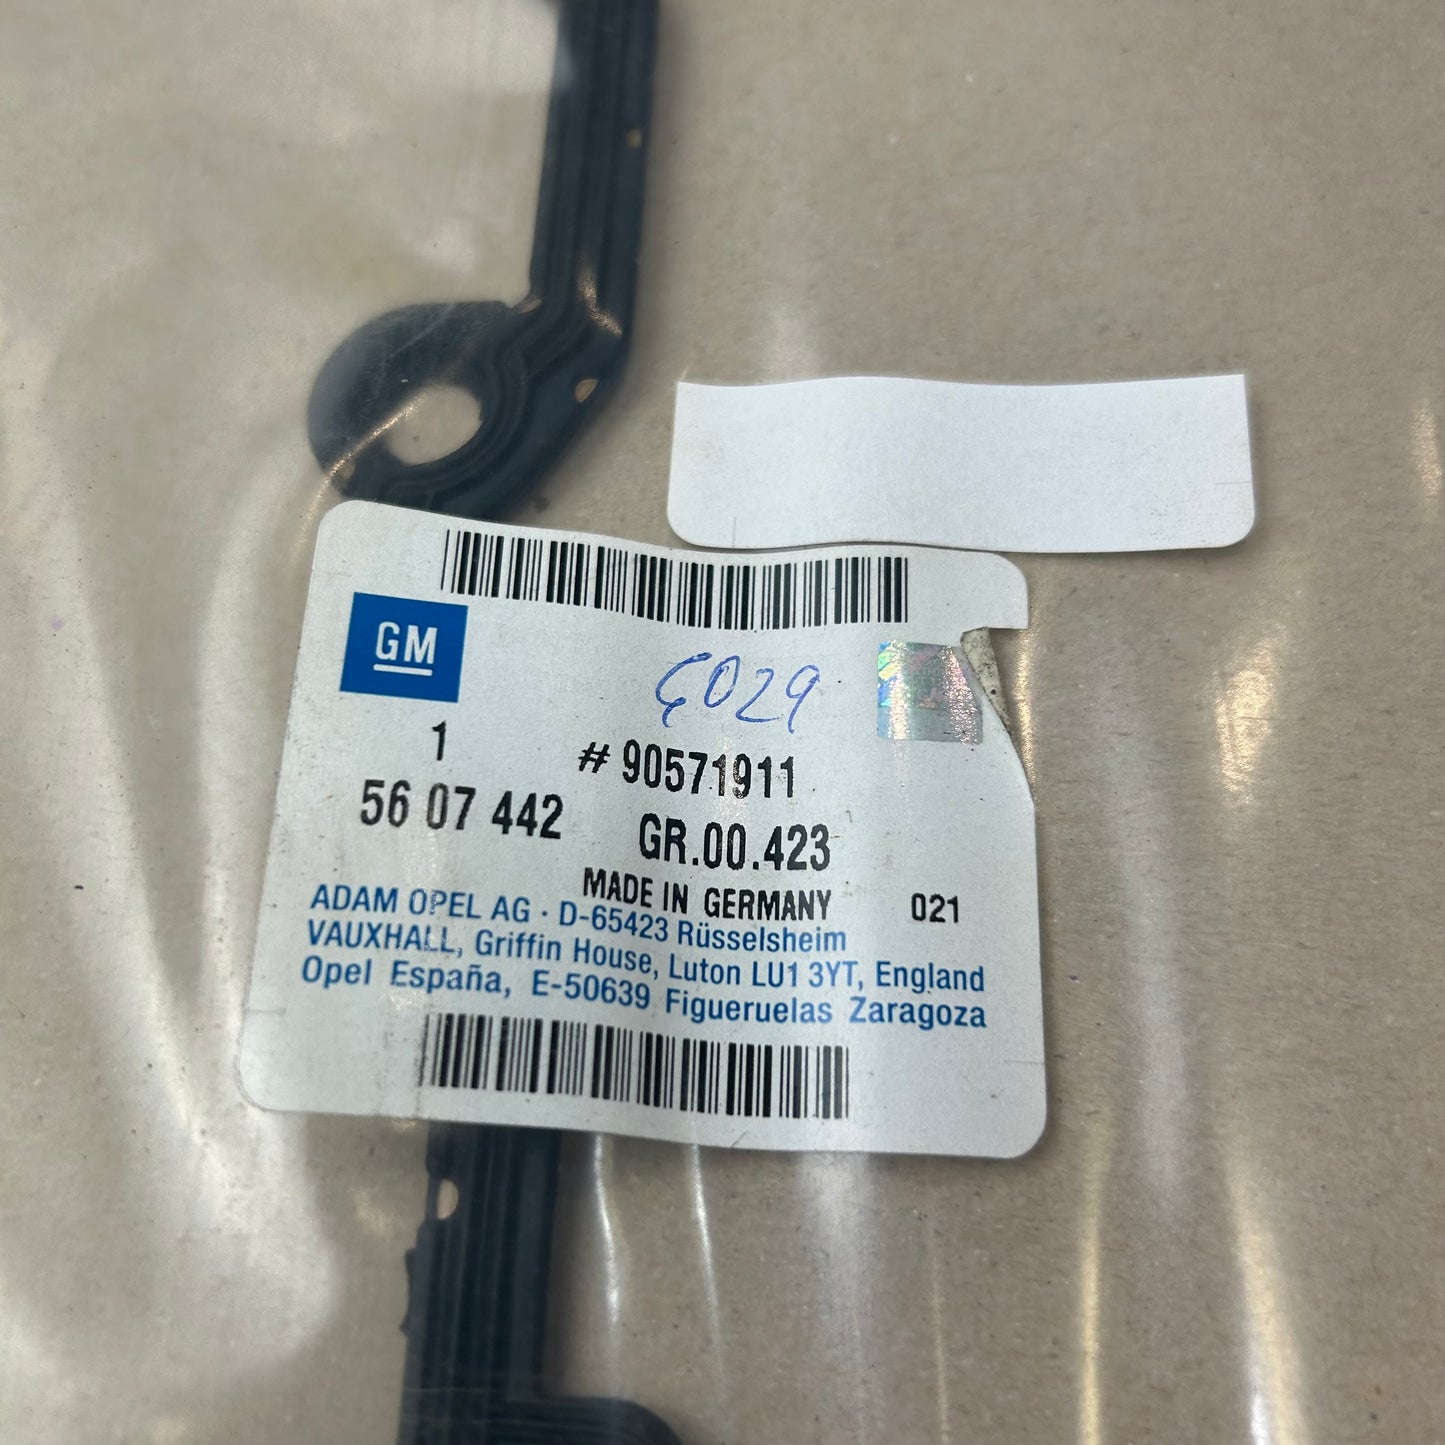 GM
6029
1 # 90571911
56 07 442 GR.00.423
MADE IN GERMANY 021
ADAM OPEL AG · D-65423 Rüsselsheim
VAUXHALL, Griffin House, Luton LU1 3YT, England
Opel España, E-50639 Figueruelas Zaragoza